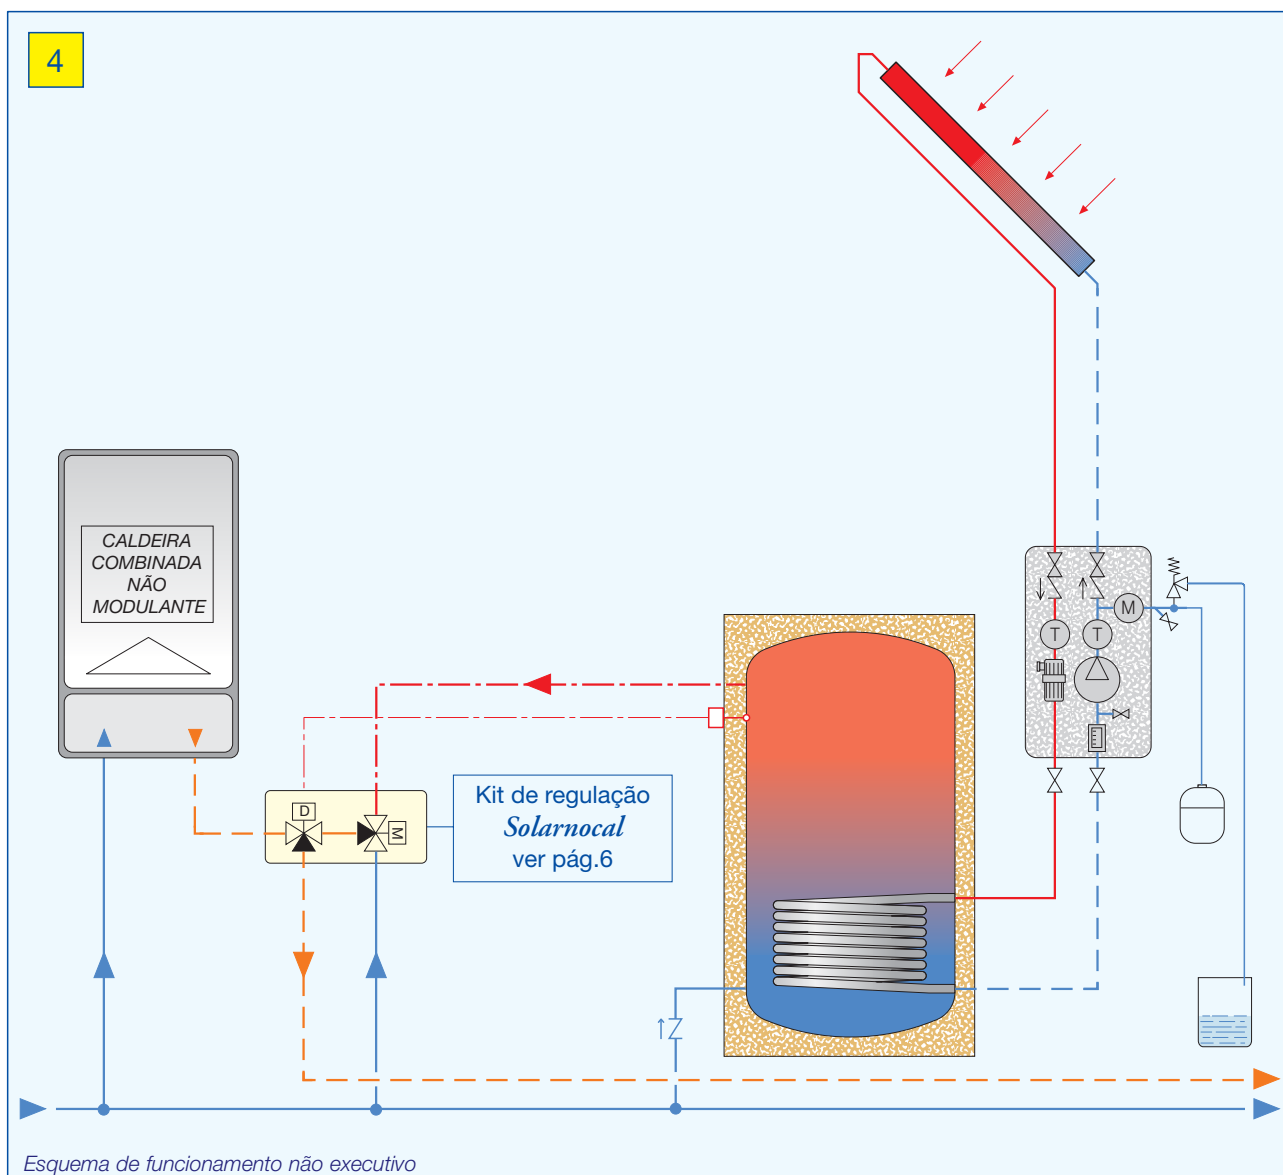 4
CALDEIRA
COMBINADA
NÃO
MODULANTE
M
T
T
D
M
Kit de regulação
Solarnocal
ver pág.6
Esquema de funcionamento não executivo